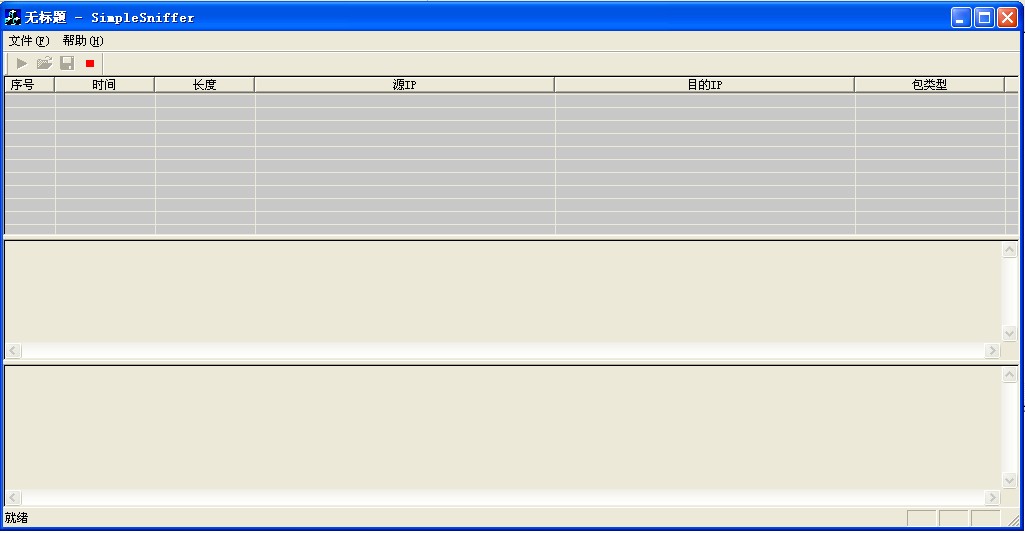 无标题 - SimpleSniffer
文件(F) 帮助(H)
序号 时间 长度 源IP 目的IP 包类型
就绪